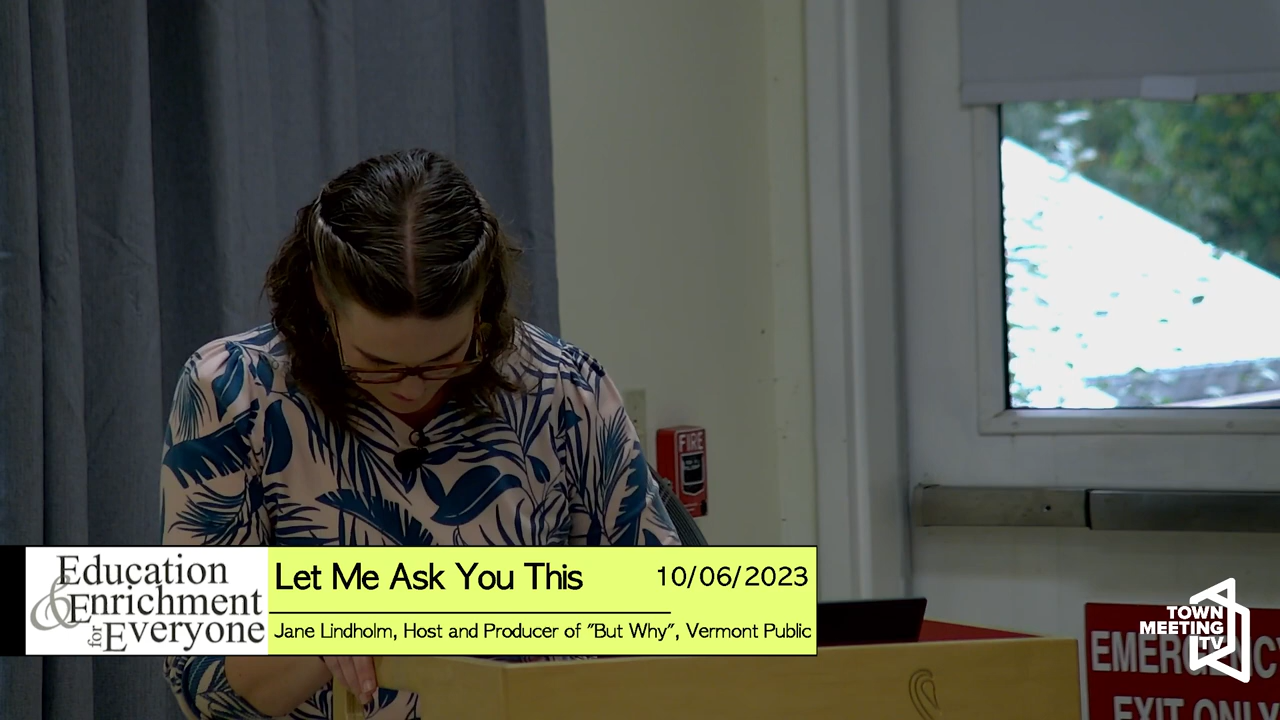 FIRE
Education
& Enrichment
for Everyone
Let Me Ask You This
10/06/2023
Jane Lindholm, Host and Producer of "But Why", Vermont Public
TOWN
MEETING
TV
EMERGENC
EXIT ONLY